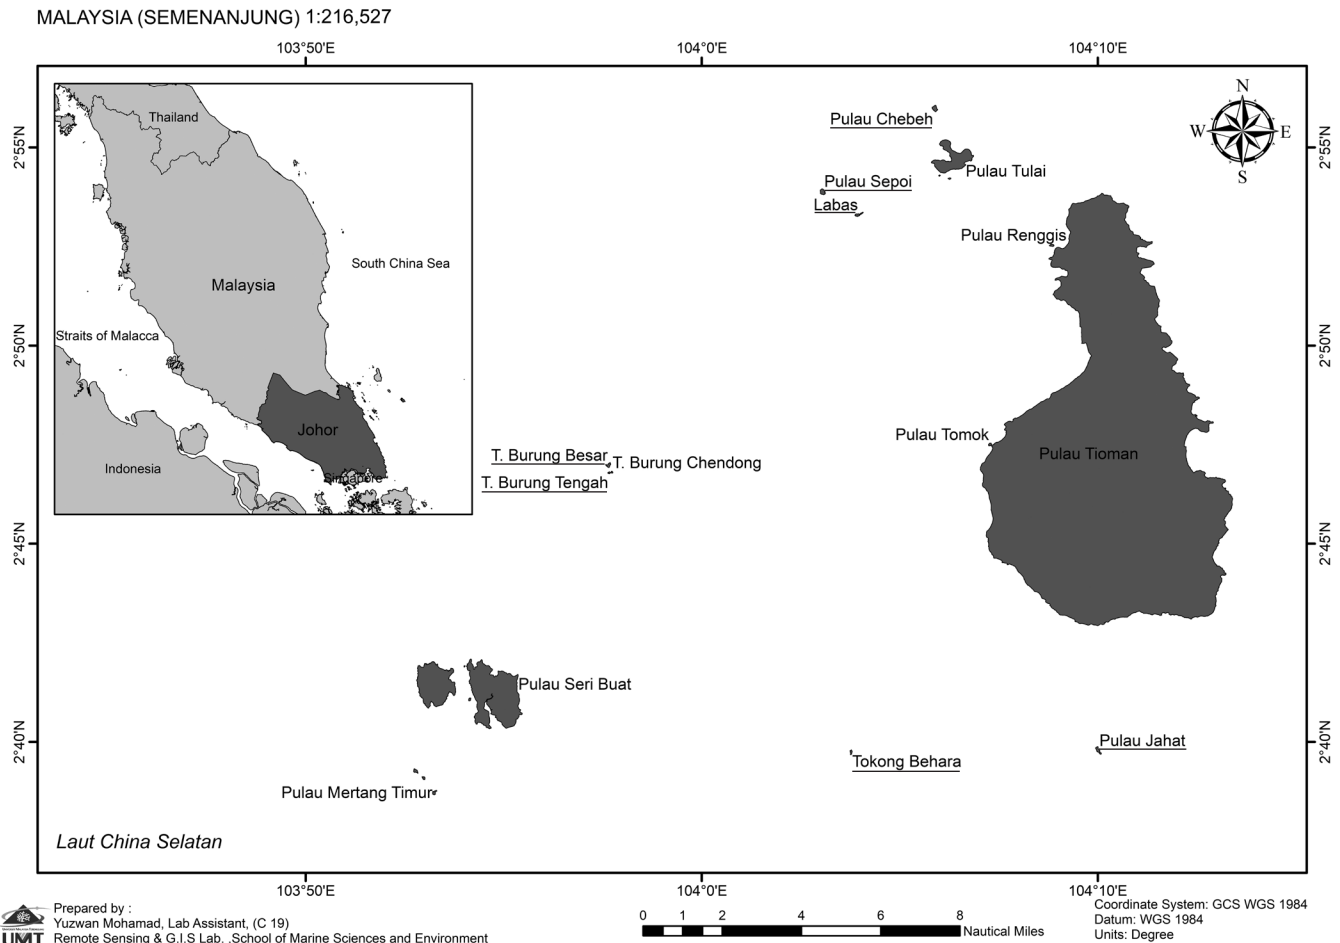 MALAYSIA (SEMENANJUNG) 1:216,527
103°50'E 104°0'E 104°10'E
N
W E
S
2°55'N 2°55'N
2°50'N 2°50'N
2°45'N 2°45'N
2°40'N 2°40'N
Thailand
South China Sea
Malaysia
Straits of Malacca
Johor
Indonesia
Singapore
Pulau Chebeh
Pulau Tulai
Pulau Sepoi
Labas
Pulau Renggis
Pulau Tomok
Pulau Tioman
T. Burung Besar
T. Burung Chendong
T. Burung Tengah
Pulau Seri Buat
Pulau Jahat
Tokong Behara
Pulau Mertang Timur
Laut China Selatan
103°50'E 104°0'E 104°10'E
UMT
Prepared by :
Yuzwan Mohamad, Lab Assistant, (C 19)
Remote Sensing & G.I.S Lab, .School of Marine Sciences and Environment
0 1 2 4 6 8
Nautical Miles
Coordinate System: GCS WGS 1984
Datum: WGS 1984
Units: Degree